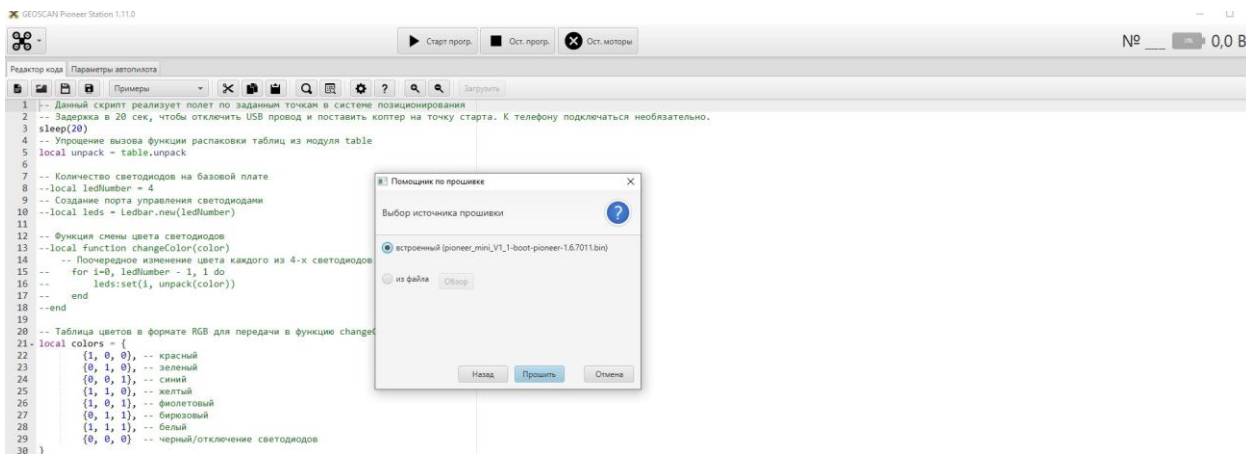 GEOSCAN Pioneer Station 1.11.0
Старт прогр. Ост. прогр. Ост. моторы № ___ 0,0 В
Редактор кода Параметры автопилота
Примеры Загрузить
1 -- Данный скрипт реализует полет по заданным точкам в системе позиционирования
2 -- Задержка в 20 сек, чтобы отключить USB провод и поставить коптер на точку старта. К телефону подключаться необязательно.
3 sleep(20)
4 -- Упрощение вызова функции распаковки таблиц из модуля table
5 local unpack = table.unpack
6
7 -- Количество светодиодов на базовой плате
8 --local ledNumber = 4
9 -- Создание порта управления светодиодами
10 --local leds = Ledbar.new(ledNumber)
11
12 -- Функция смены цвета светодиодов
13 --local function changeColor(color)
14 -- Поочередное изменение цвета каждого из 4-х светодиодов
15 -- for i=0, ledNumber - 1, 1 do
16 -- leds:set(i, unpack(color))
17 -- end
18 --end
19
20 -- Таблица цветов в формате RGB для передачи в функцию changeC
21 local colors = {
22 {1, 0, 0}, -- красный
23 {0, 1, 0}, -- зеленый
24 {0, 0, 1}, -- синий
25 {1, 1, 0}, -- желтый
26 {1, 0, 1}, -- фиолетовый
27 {0, 1, 1}, -- бирюзовый
28 {1, 1, 1}, -- белый
29 {0, 0, 0} -- черный/отключение светодиодов
30 }
Помощник по прошивке
Выбор источника прошивки
встроенный (pioneer_mini_V1_1-boot-pioneer-1.6.7011.bin)
из файла Обзор
Назад Прошить Отмена